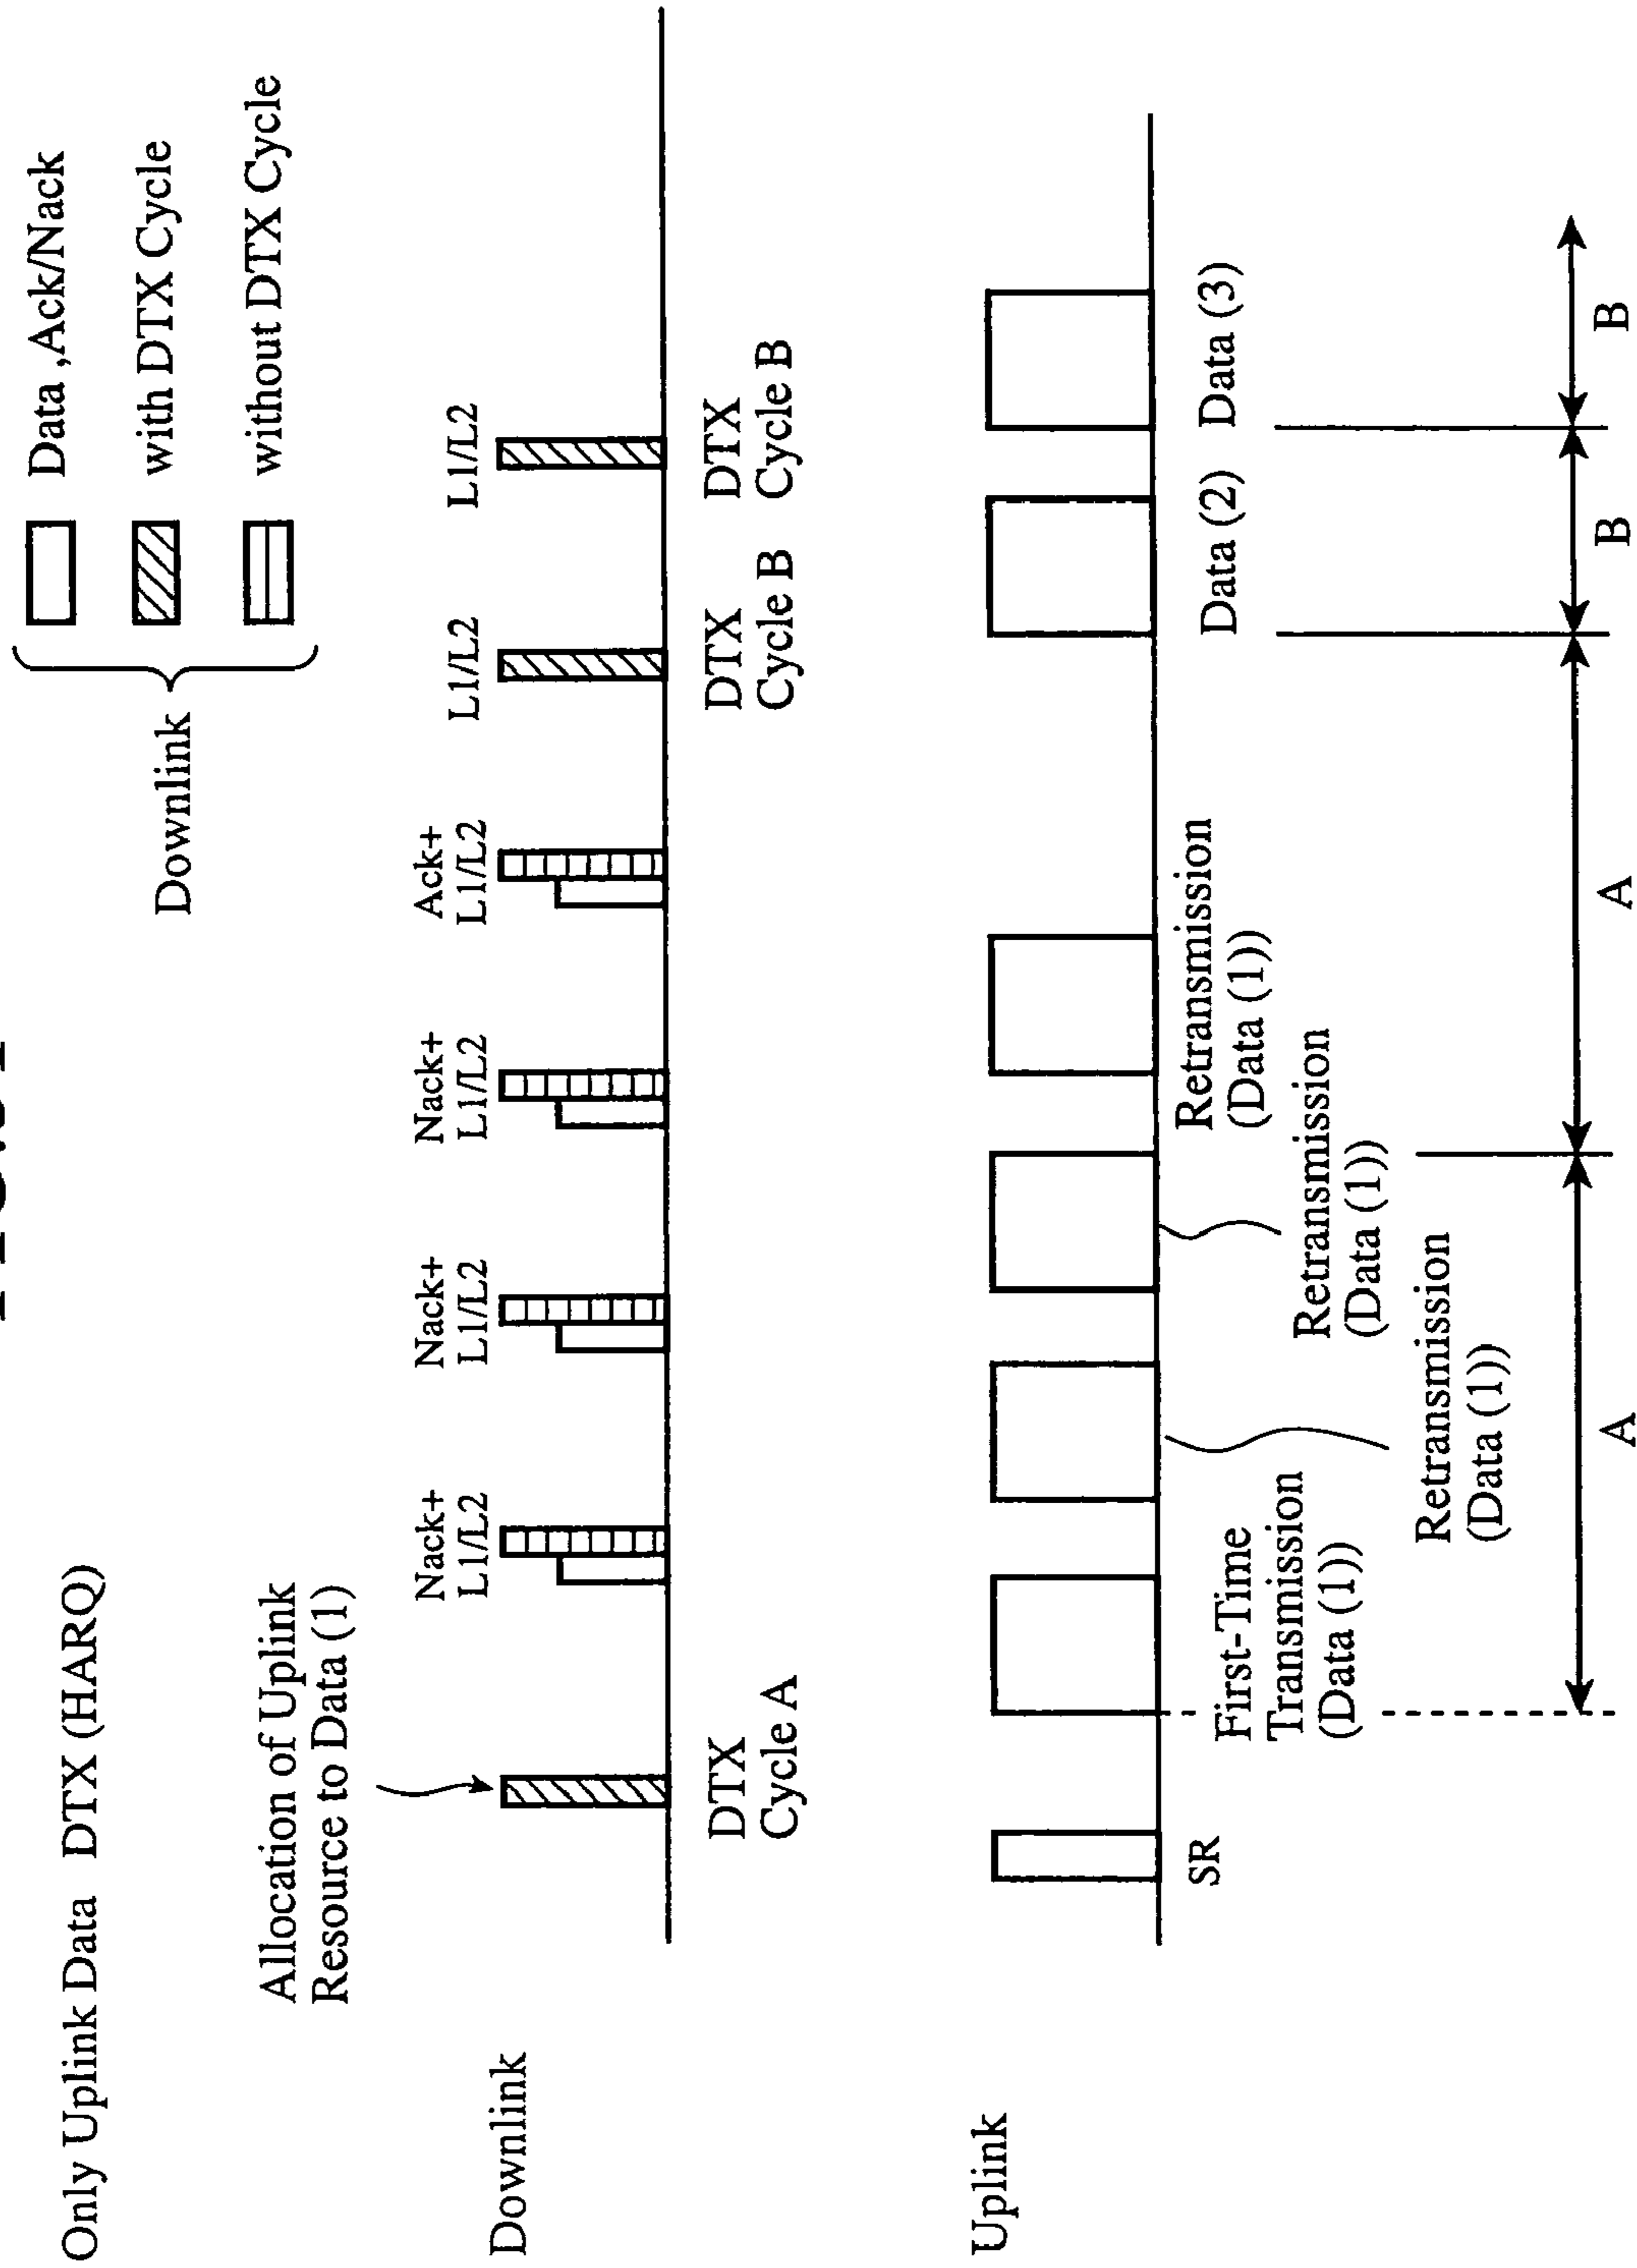 Only Uplink Data   DTX (HARQ)
Downlink
Data ,Ack/Nack
with DTX Cycle
without DTX Cycle
Allocation of Uplink
Resource to Data (1)
Nack+
L1/L2
Nack+
L1/L2
Nack+
L1/L2
Ack+
L1/L2
L1/L2
L1/L2
Downlink
DTX
Cycle A
DTX
Cycle B
DTX
Cycle B
Uplink
SR
First-Time
Transmission
(Data (1))
Retransmission
(Data (1))
Retransmission
(Data (1))
Retransmission
(Data (1))
Data (2)
Data (3)
A
A
B
B